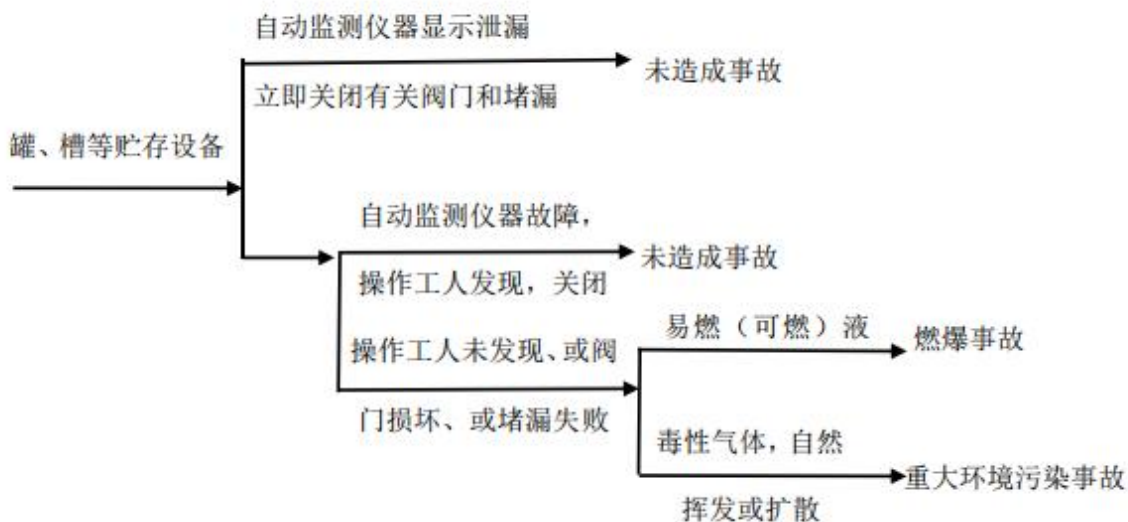 自动监测仪器显示泄漏
未造成事故
立即关闭有关阀门和堵漏
罐、槽等贮存设备
自动监测仪器故障，
未造成事故
操作工人发现，关闭
易燃（可燃）液
燃爆事故
操作工人未发现、或阀
门损坏、或堵漏失败
毒性气体，自然
重大环境污染事故
挥发或扩散